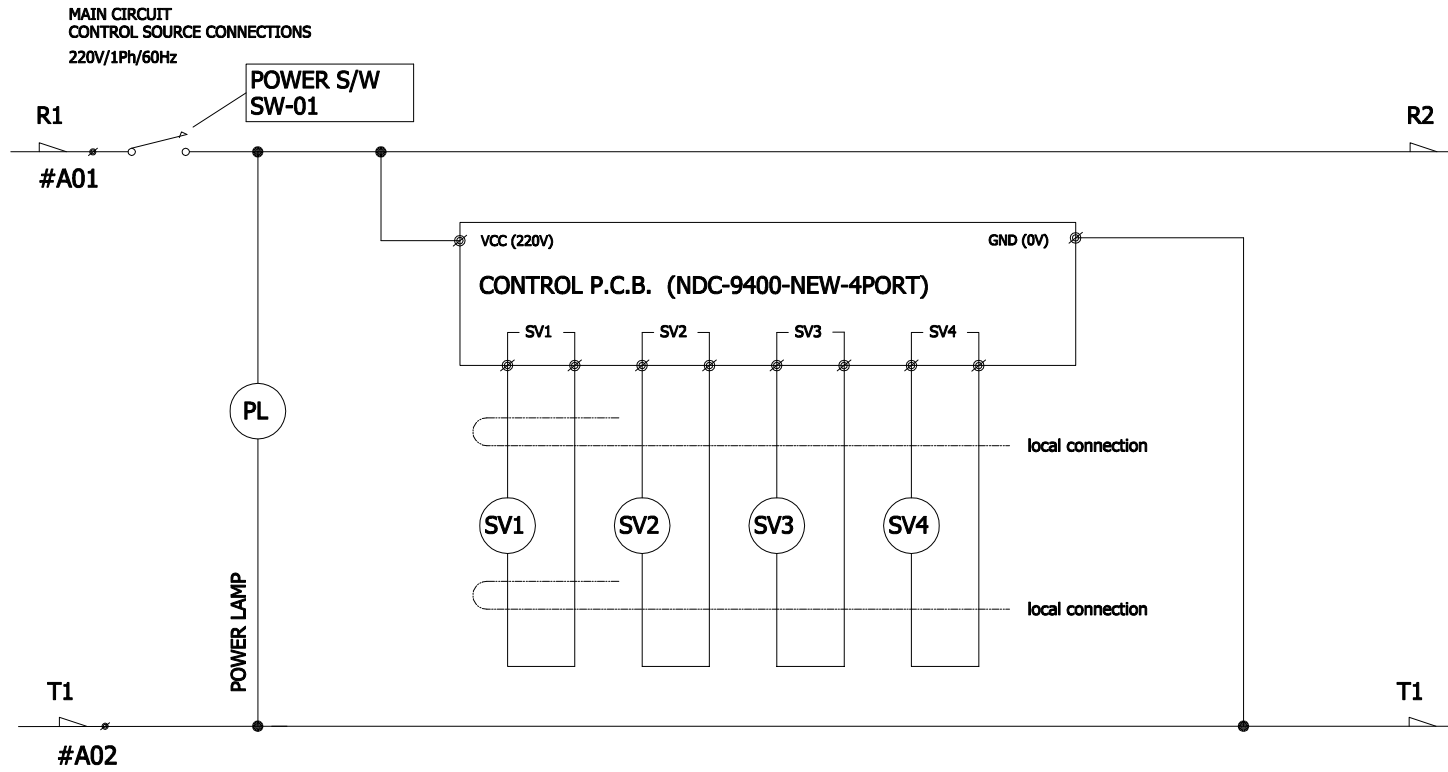 MAIN CIRCUIT
CONTROL SOURCE CONNECTIONS
220V/1Ph/60Hz
POWER S/W
SW-01
R1
R2
#A01
VCC (220V)
GND (0V)
CONTROL P.C.B. (NDC-9400-NEW-4PORT)
SV1
SV2
SV3
SV4
PL
local connection
SV1
SV2
SV3
SV4
POWER LAMP
local connection
T1
T1
#A02